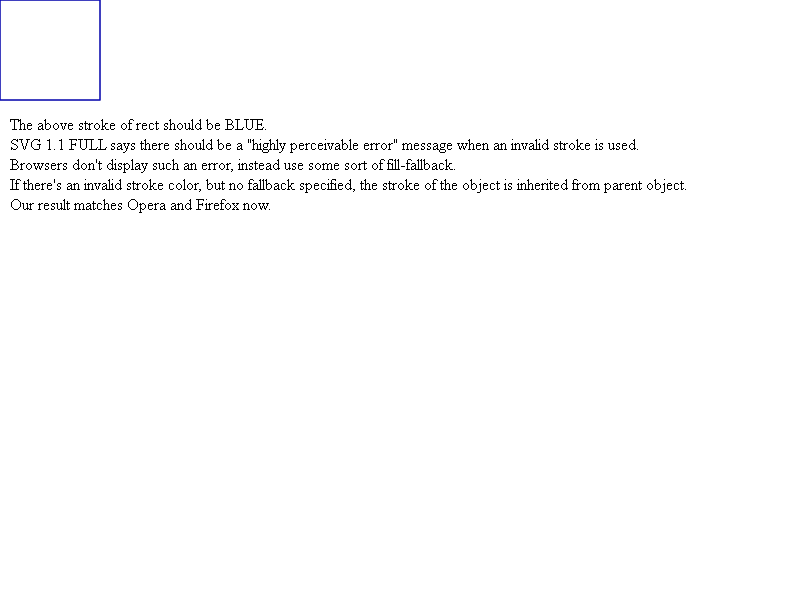 The above stroke of rect should be BLUE.
SVG 1.1 FULL says there should be a "highly perceivable error" message when an invalid stroke is used.
Browsers don't display such an error, instead use some sort of fill-fallback.
If there's an invalid stroke color, but no fallback specified, the stroke of the object is inherited from parent object.
Our result matches Opera and Firefox now.